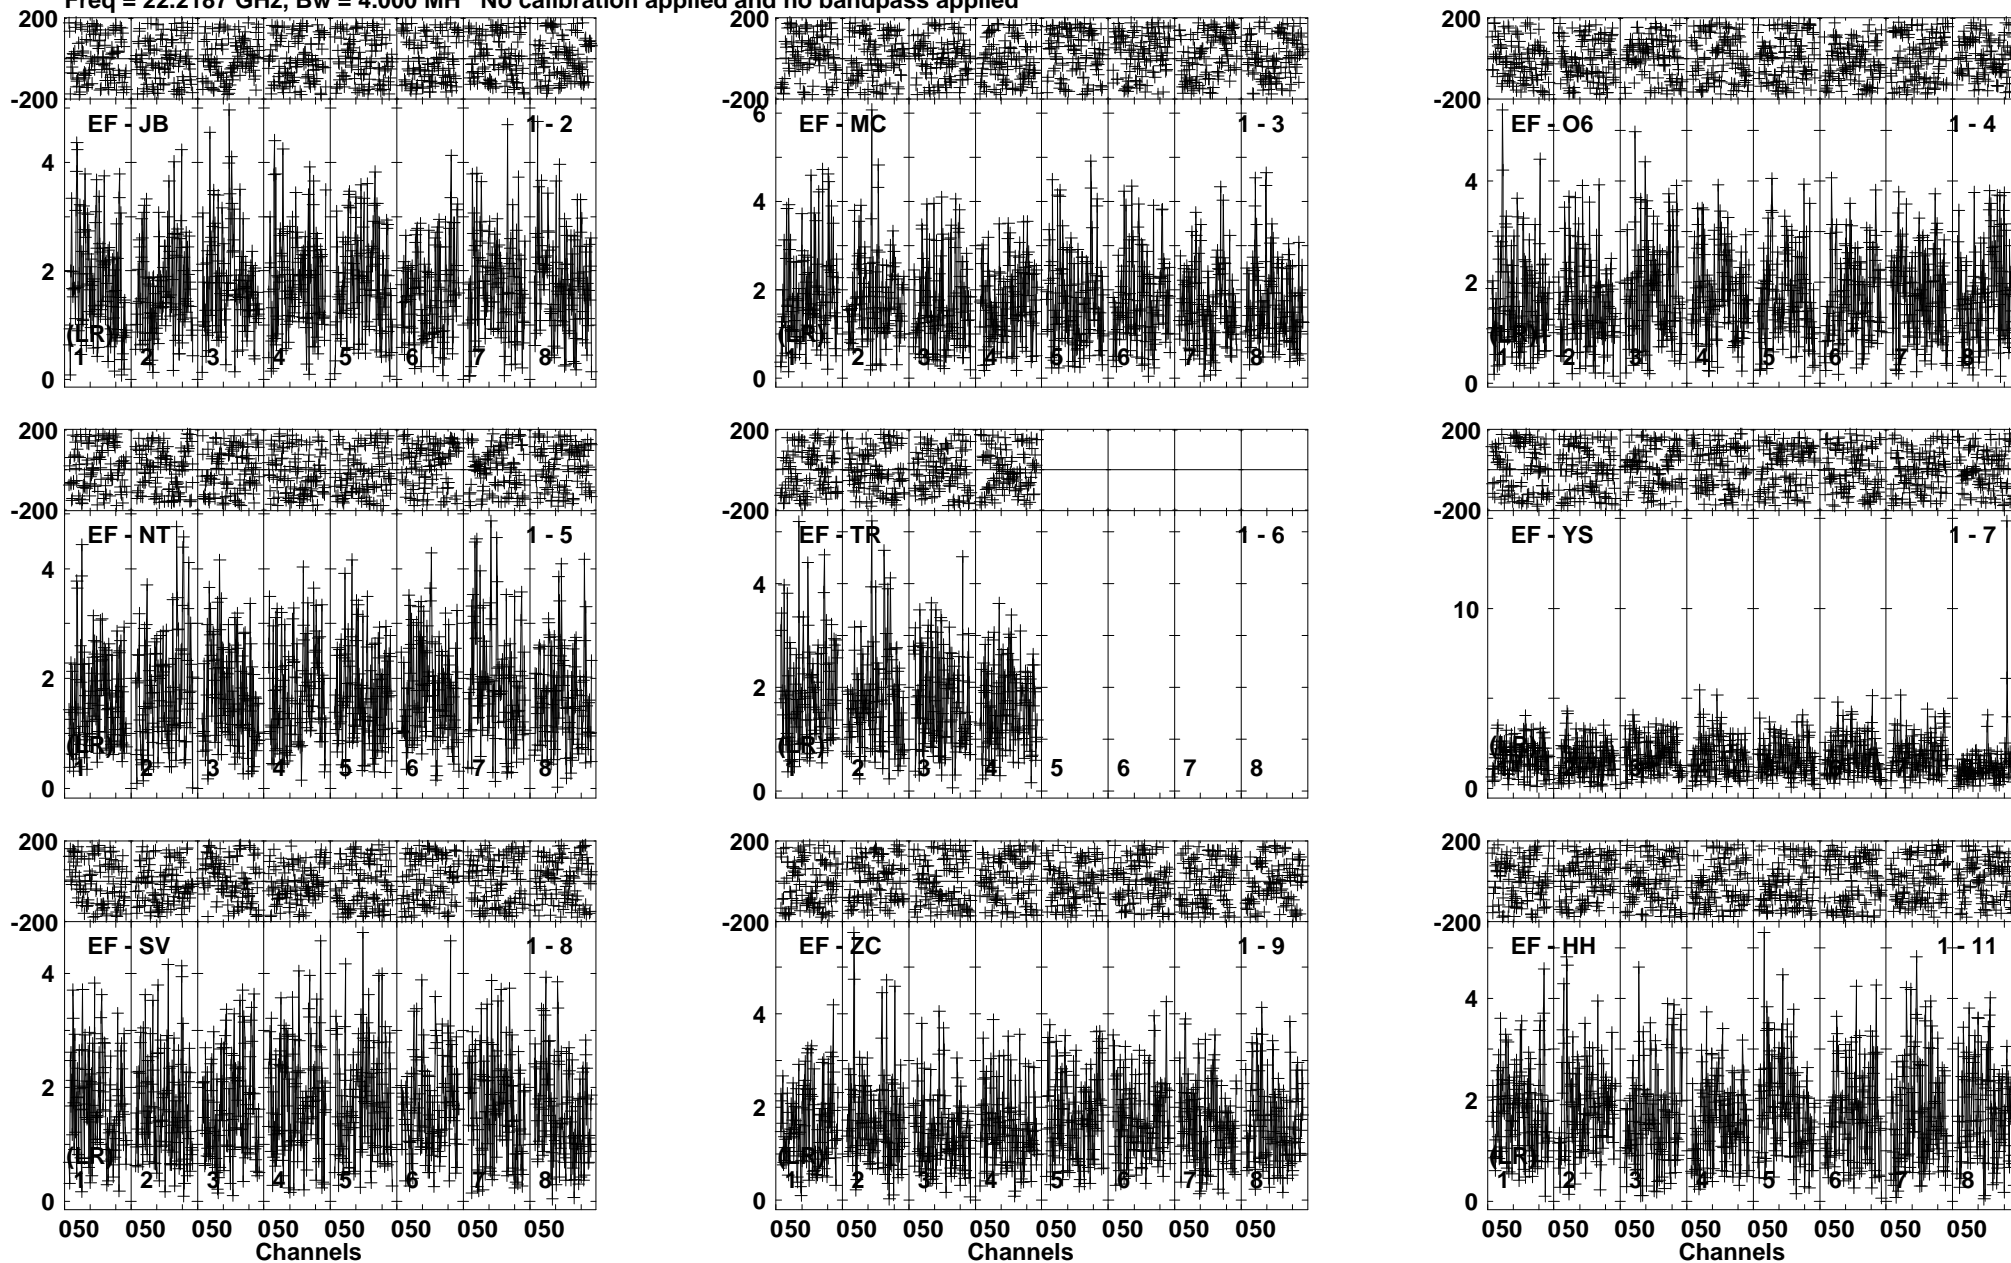 Freq = 22.2187 GHz, Bw = 4.000 MH No calibration applied and no bandpass applied
200 200 200
-200 -200 -200
EF - JB 1 - 2 EF - MC 1 - 3 EF - O6 1 - 4
6
4 4 4
2 2 2
(LR) (LR) (LR)
1 2 3 4 5 6 7 8 1 2 3 4 5 6 7 8 1 2 3 4 5 6 7 8
0 0 0
200 200 200
-200 -200 -200
EF - NT 1 - 5 EF - TR 1 - 6 EF - YS 1 - 7
4 4 10
2 2
(LR) (LR) (LR)
1 2 3 4 5 6 7 8 1 2 3 4 5 6 7 8
0 0 0
200 200 200
-200 -200 -200
EF - SV 1 - 8 EF - ZC 1 - 9 EF - HH 1 - 11
4 4 4
2 2 2
(LR) (LR) (LR)
1 2 3 4 5 6 7 8 1 2 3 4 5 6 7 8 1 2 3 4 5 6 7 8
0 0 0
050 050 050 050 050 050 050 050 050 050 050 050 050 050 050 050 050 050 050 050 050 050 050 050
Channels Channels Channels